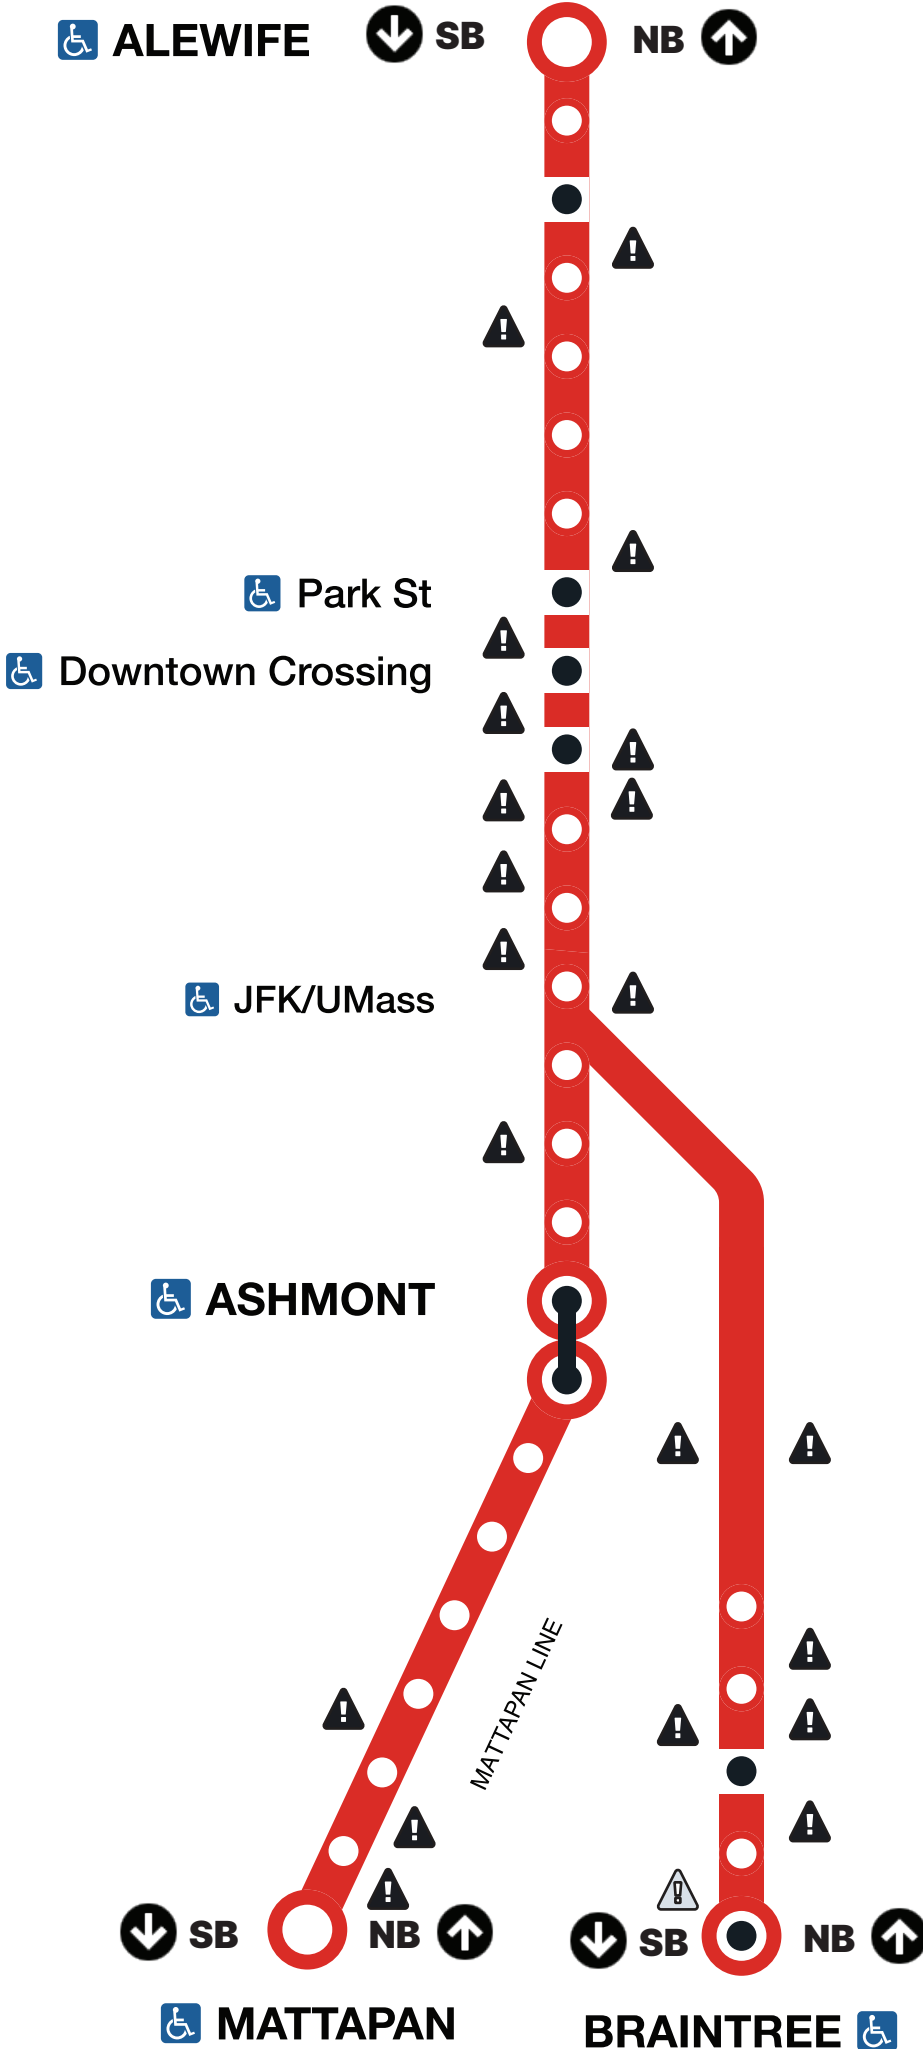 ALEWIFE SB NB
Park St
Downtown Crossing
JFK/UMass
ASHMONT
MATTAPAN LINE
SB NB
SB NB
MATTAPAN
BRAINTREE